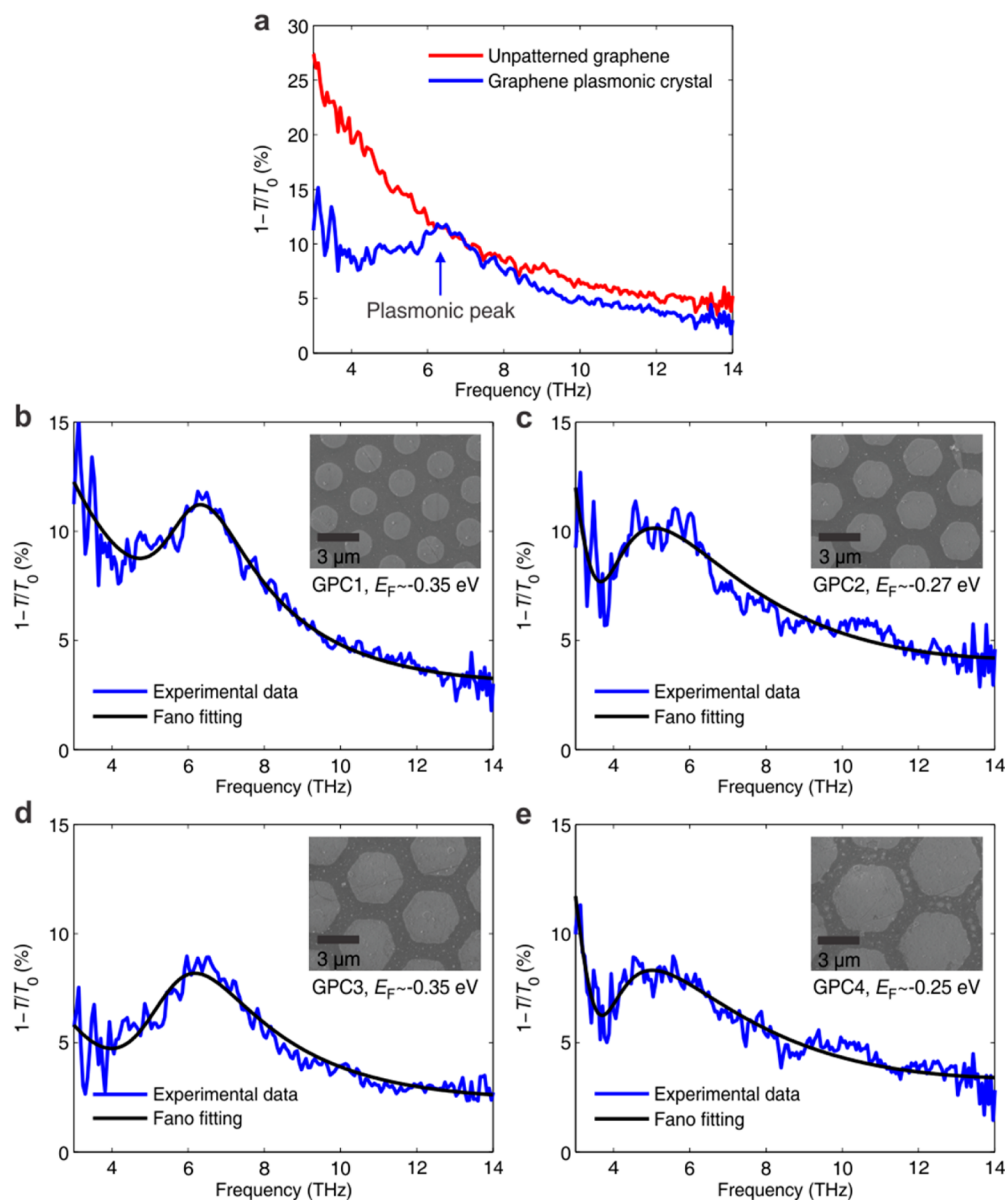 a
30
25
20
15
10
5
0
1−T/T0 (%)
Unpatterned graphene
Graphene plasmonic crystal
Plasmonic peak
4 6 8 10 12 14
Frequency (THz)
b
15
10
5
0
1−T/T0 (%)
3 μm
GPC1, EF~-0.35 eV
Experimental data
Fano fitting
4 6 8 10 12 14
Frequency (THz)
c
15
10
5
0
1−T/T0 (%)
3 μm
GPC2, EF~-0.27 eV
Experimental data
Fano fitting
4 6 8 10 12 14
Frequency (THz)
d
15
10
5
0
1−T/T0 (%)
3 μm
GPC3, EF~-0.35 eV
Experimental data
Fano fitting
4 6 8 10 12 14
Frequency (THz)
e
15
10
5
0
1−T/T0 (%)
3 μm
GPC4, EF~-0.25 eV
Experimental data
Fano fitting
4 6 8 10 12 14
Frequency (THz)